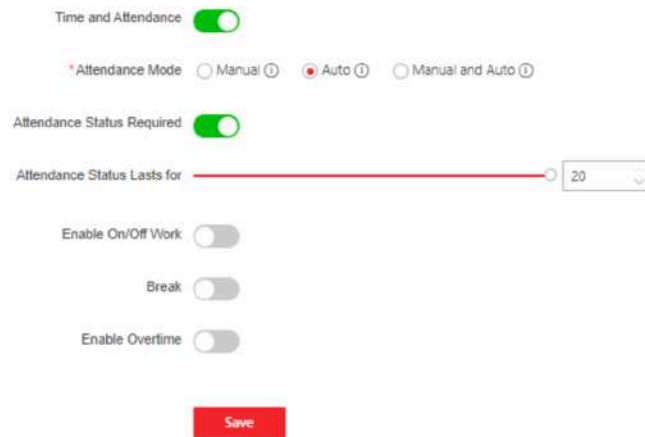 Time and Attendance
*Attendance Mode Manual Auto Manual and Auto
Attendance Status Required
Attendance Status Lasts for 20
Enable On/Off Work
Break
Enable Overtime
Save